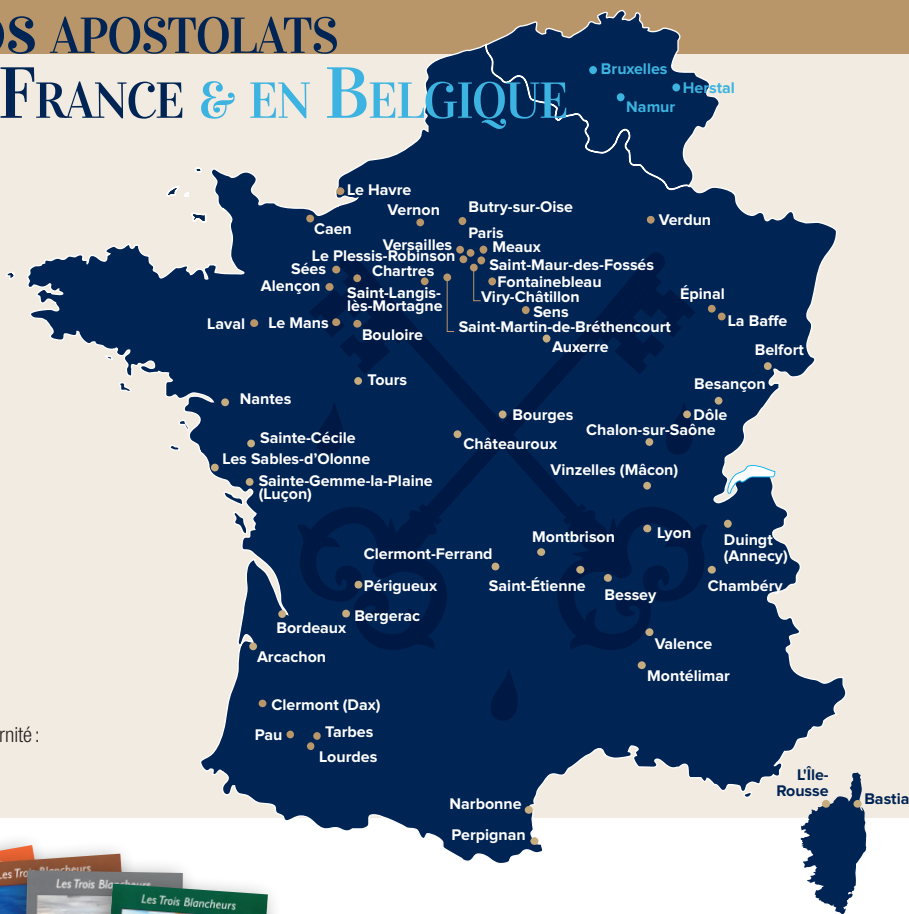 OS APOSTOLATS
FRANCE & EN BELGIQUE
Bruxelles
Herstal
Namur
Le Havre
Caen
Vernon
Butry-sur-Oise
Verdun
Paris
Versailles
Meaux
Le Plessis-Robinson
Saint-Maur-des-Fossés
Sées
Chartres
Fontainebleau
Alençon
Saint-Langis-
lès-Mortagne
Viry-Châtillon
Épinal
Sens
La Baffe
Laval
Le Mans
Saint-Martin-de-Bréthencourt
Bouloire
Auxerre
Belfort
Tours
Besançon
Nantes
Bourges
Dôle
Chalon-sur-Saône
Sainte-Cécile
Châteauroux
Les Sables-d’Olonne
Vinzelles (Mâcon)
Sainte-Gemme-la-Plaine
(Luçon)
Lyon
Montbrison
Duingt
(Annecy)
Clermont-Ferrand
Périgueux
Saint-Étienne
Chambéry
Bessey
Bergerac
Bordeaux
Valence
Arcachon
Montélimar
Clermont (Dax)
rnité :
Pau
Tarbes
Lourdes
L'Île-
Rousse
Bastia
Narbonne
Perpignan
Les Trois Blancheurs
Les Trois Blancheurs
Les Trois Blancheurs